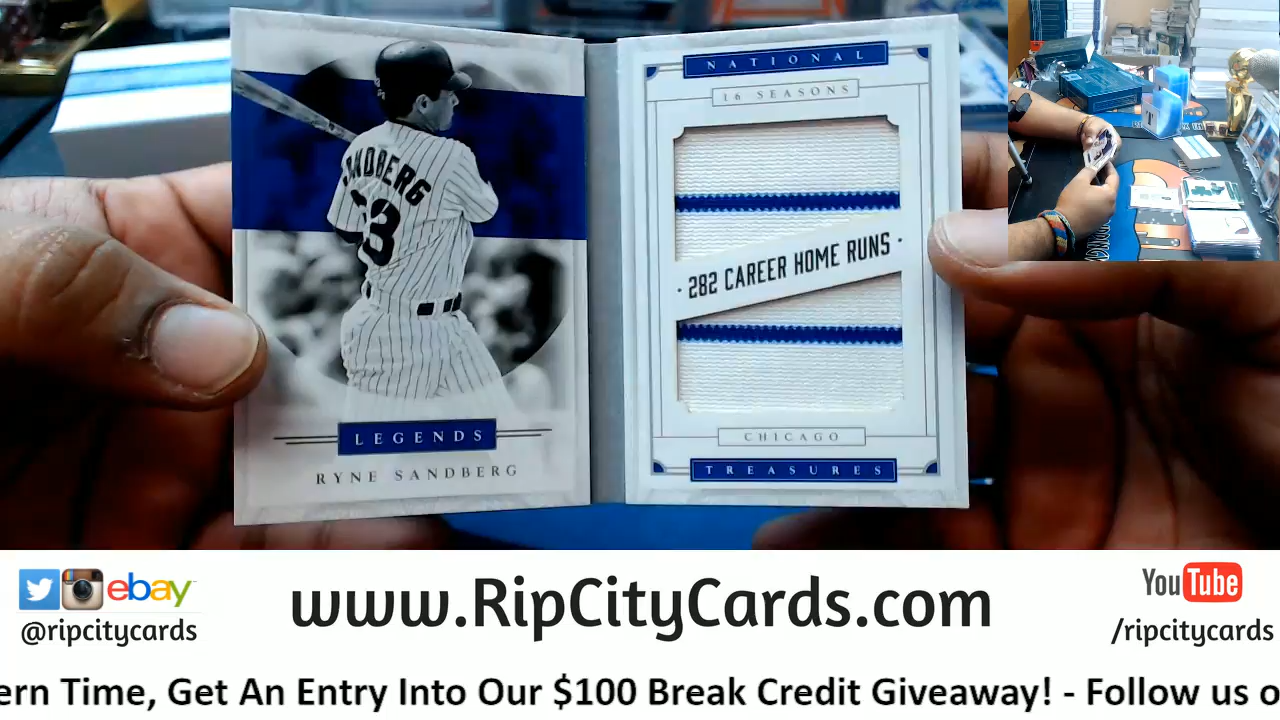 ANDBERG
23
LEGENDS
RYNE SANDBERG
NATIONAL
16 SEASONS
· 282 CAREER HOME RUNS ·
CHICAGO
TREASURES
ebay
@ripcitycards
www.RipCityCards.com
YouTube
/ripcitycards
ern Time, Get An Entry Into Our $100 Break Credit Giveaway! - Follow us o